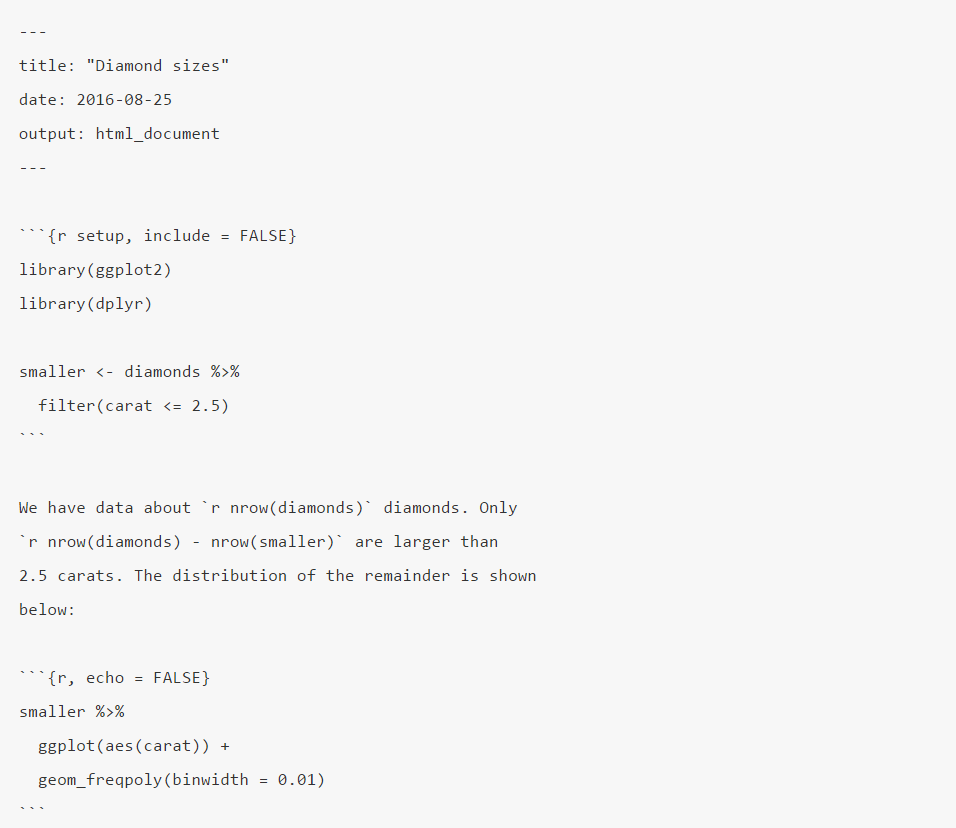 ---
title: "Diamond sizes"
date: 2016-08-25
output: html_document
---

```{r setup, include = FALSE}
library(ggplot2)
library(dplyr)

smaller <- diamonds %>%
  filter(carat <= 2.5)
```

We have data about `r nrow(diamonds)` diamonds. Only
`r nrow(diamonds) - nrow(smaller)` are larger than
2.5 carats. The distribution of the remainder is shown
below:

```{r, echo = FALSE}
smaller %>%
  ggplot(aes(carat)) +
  geom_freqpoly(binwidth = 0.01)
```